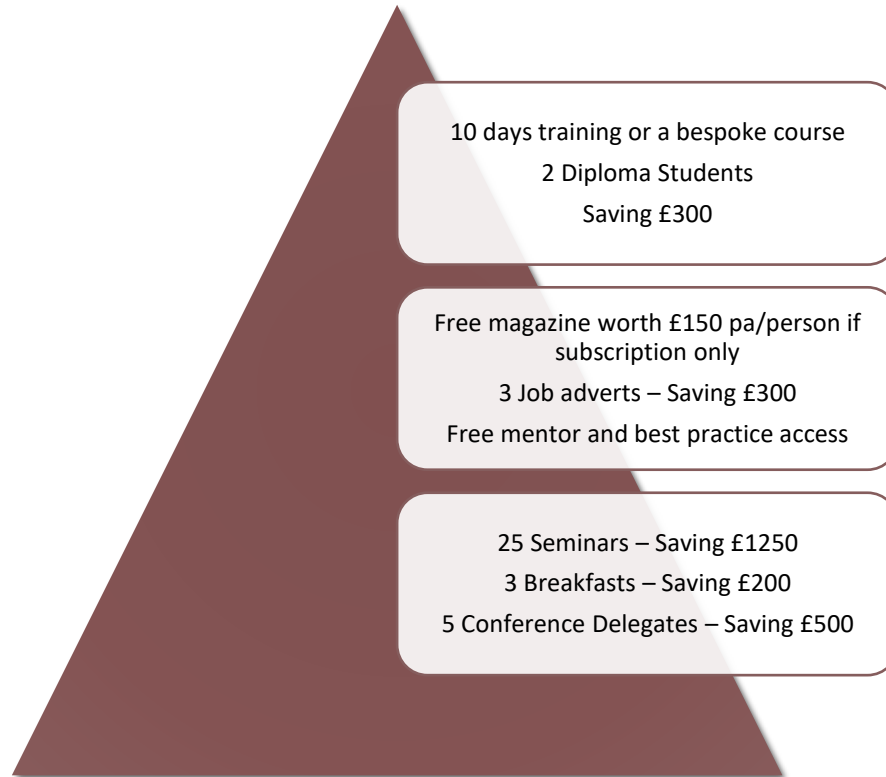 10 days training or a bespoke course
2 Diploma Students
Saving £300
Free magazine worth £150 pa/person if
subscription only
3 Job adverts – Saving £300
Free mentor and best practice access
25 Seminars – Saving £1250
3 Breakfasts – Saving £200
5 Conference Delegates – Saving £500